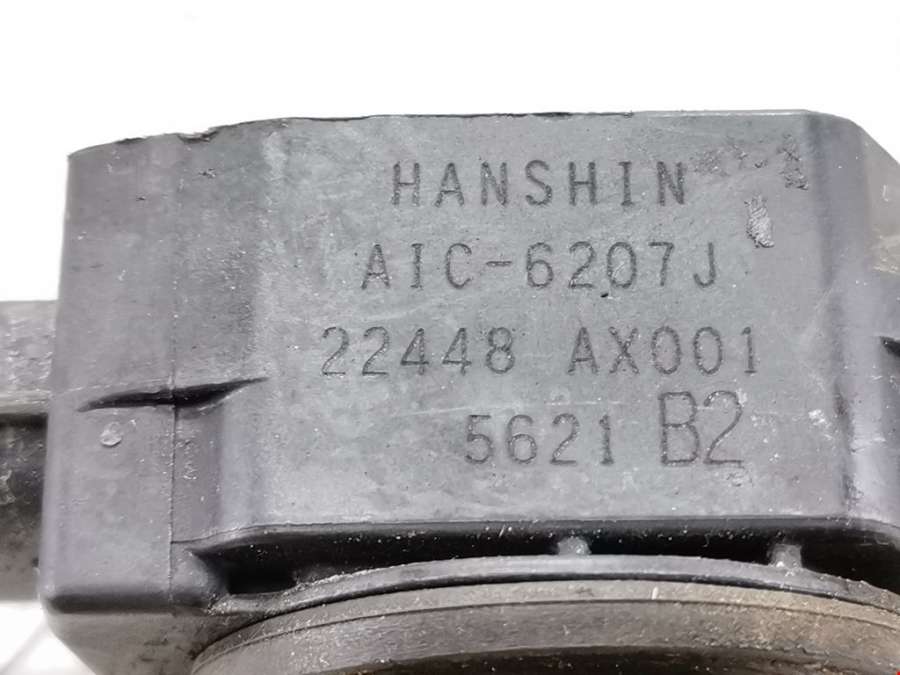 HANSHIN
AIC-6207J
22448 AX001
5621 B2